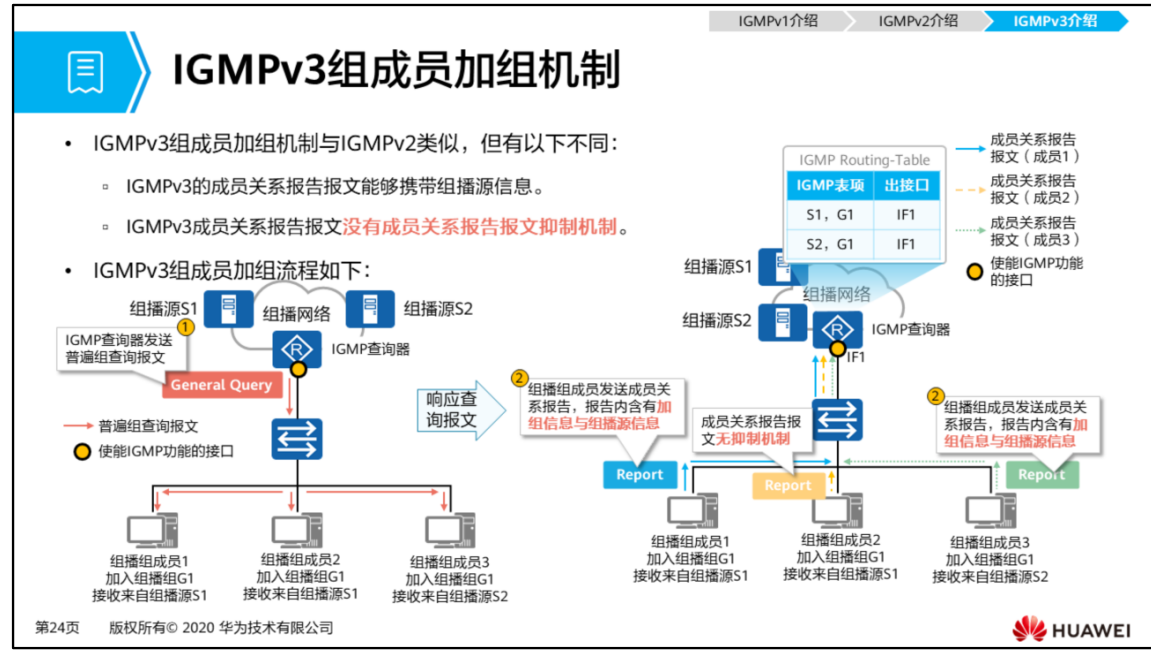 IGMPv1介绍
IGMPv2介绍
IGMPv3介绍
IGMPv3组成员加组机制
• IGMPv3组成员加组机制与IGMPv2类似，但有以下不同：
▫ IGMPv3的成员关系报告报文能够携带组播源信息。
▫ IGMPv3成员关系报告报文没有成员关系报告报文抑制机制。
• IGMPv3组成员加组流程如下：
组播源S1
组播网络
组播源S2
1
IGMP查询器发送
普遍组查询报文
R
IGMP查询器
General Query
普遍组查询报文
使能IGMP功能的接口
组播组成员1
加入组播组G1
接收来自组播源S1
组播组成员2
加入组播组G1
接收来自组播源S1
组播组成员3
加入组播组G1
接收来自组播源S2
响应查
询报文
IGMP Routing-Table
IGMP表项 出接口
S1，G1 IF1
S2，G1 IF1
成员关系报告
报文（成员1）
成员关系报告
报文（成员2）
成员关系报告
报文（成员3）
使能IGMP功能
的接口
组播源S1
组播网络
组播源S2
R
IGMP查询器
IF1
2
组播组成员发送成员关
系报告，报告内含有加
组信息与组播源信息
成员关系报告报
文无抑制机制
2
组播组成员发送成员关
系报告，报告内含有加
组信息与组播源信息
Report
Report
Report
组播组成员1
加入组播组G1
接收来自组播源S1
组播组成员2
加入组播组G1
接收来自组播源S1
组播组成员3
加入组播组G1
接收来自组播源S2
第24页 版权所有© 2020 华为技术有限公司
HUAWEI